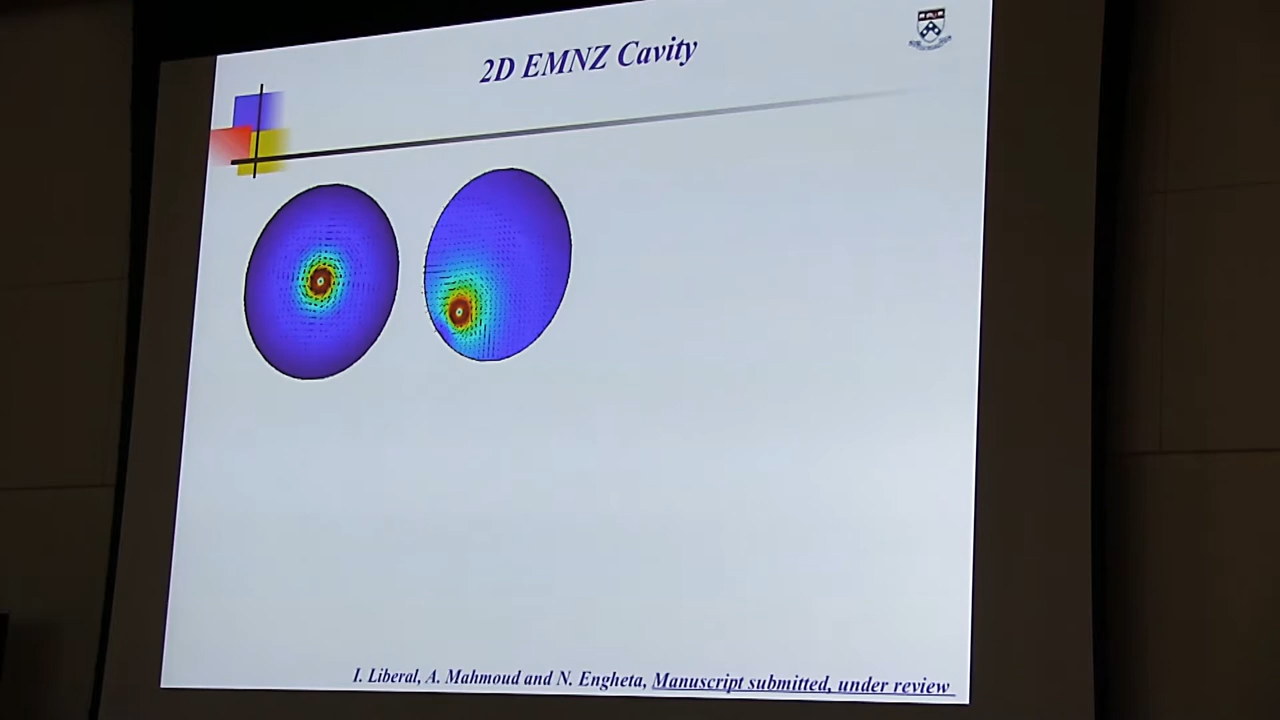 2D EMNZ Cavity
I. Liberal, A. Mahmoud and N. Engheta, Manuscript submitted, under review